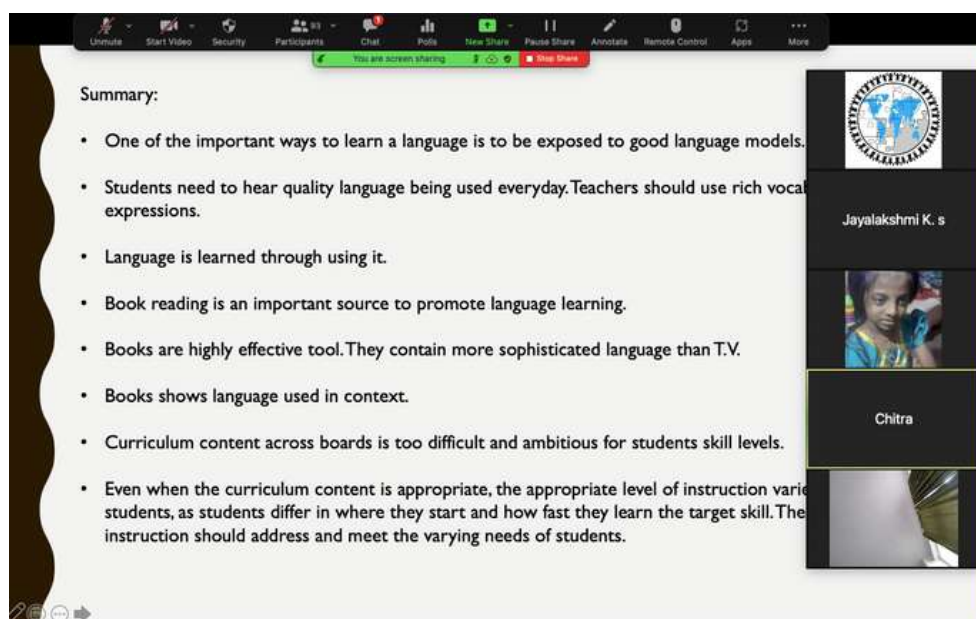 Unmute
Start Video
Security
93
Participants
1
Chat
Polls
New Share
Pause Share
Annotate
Remote Control
Apps
More
You are screen sharing
Stop Share
Summary:
• One of the important ways to learn a language is to be exposed to good language models.
• Students need to hear quality language being used everyday. Teachers should use rich vocab
expressions.
• Language is learned through using it.
• Book reading is an important source to promote language learning.
• Books are highly effective tool. They contain more sophisticated language than T.V.
• Books shows language used in context.
• Curriculum content across boards is too difficult and ambitious for students skill levels.
• Even when the curriculum content is appropriate, the appropriate level of instruction varie
students, as students differ in where they start and how fast they learn the target skill. The
instruction should address and meet the varying needs of students.
Jayalakshmi K. s
Chitra